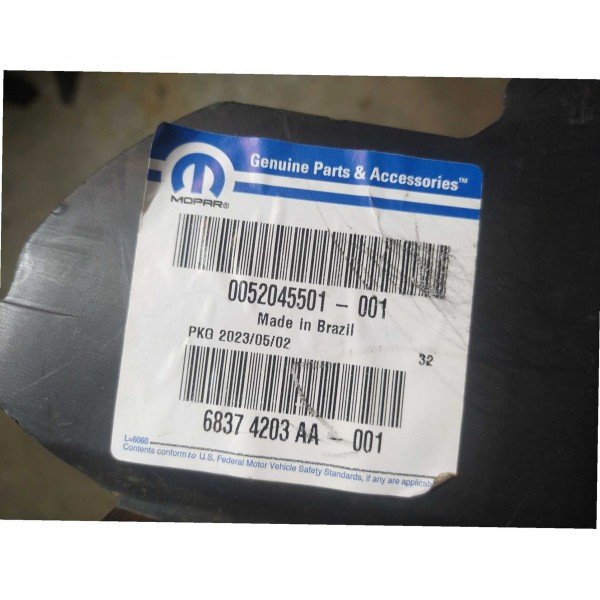 Genuine Parts & Accessories™
MOPAR®
0052045501 - 001
Made in Brazil
PKG 2023/05/02
32
6837 4203 AA - 001
L=6060
Contents conform to U.S. Federal Motor Vehicle Safety Standards, if any are applicab